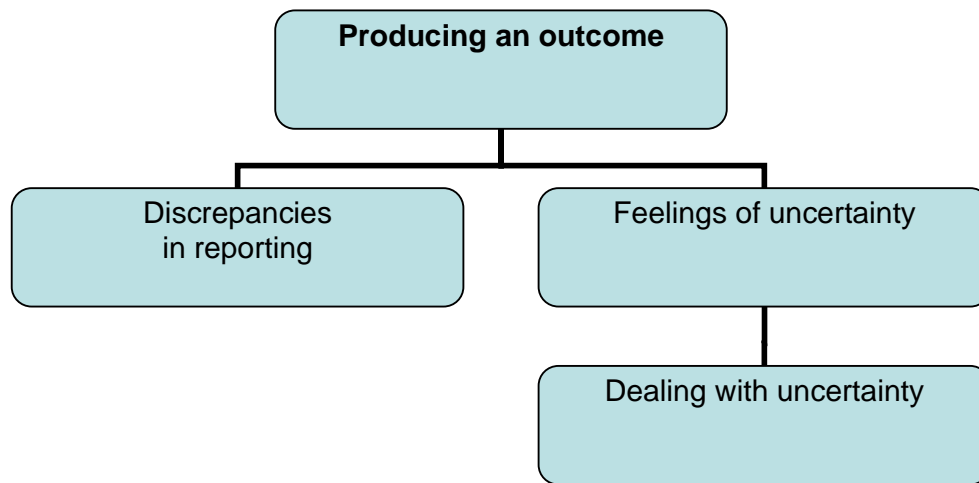 Producing an outcome
Discrepancies
in reporting
Feelings of uncertainty
Dealing with uncertainty